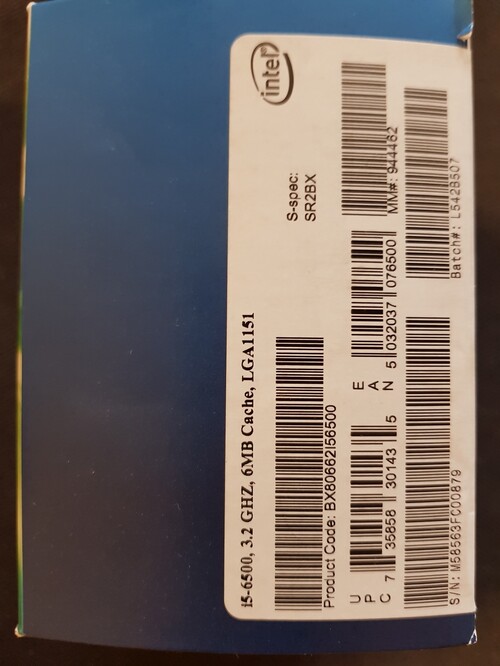 intel
i5-6500, 3.2 GHZ, 6MB Cache, LGA1151
S-spec:
SR2BX
Product Code: BX80662I56500
MM#: 944462
UPC 7 35858 30143 5
EAN 5 032037 076500
S/N: M58563FC00879
Batch#: L542B507